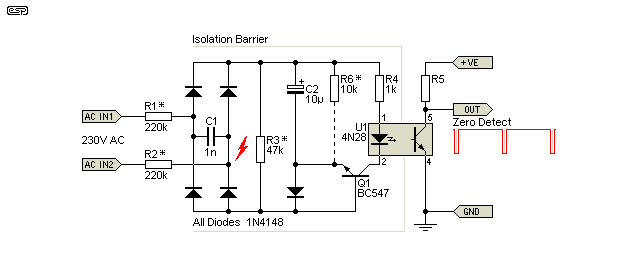 esp
Isolation Barrier
+VE
C2
10µ
R6*
10k
R4
1k
R5
R1*
220k
AC IN1
C1
1n
OUT
U1
4N28
1
5
Zero Detect
230V AC
R3*
47k
R2*
220k
AC IN2
2
4
Q1
BC547
GND
All Diodes 1N4148